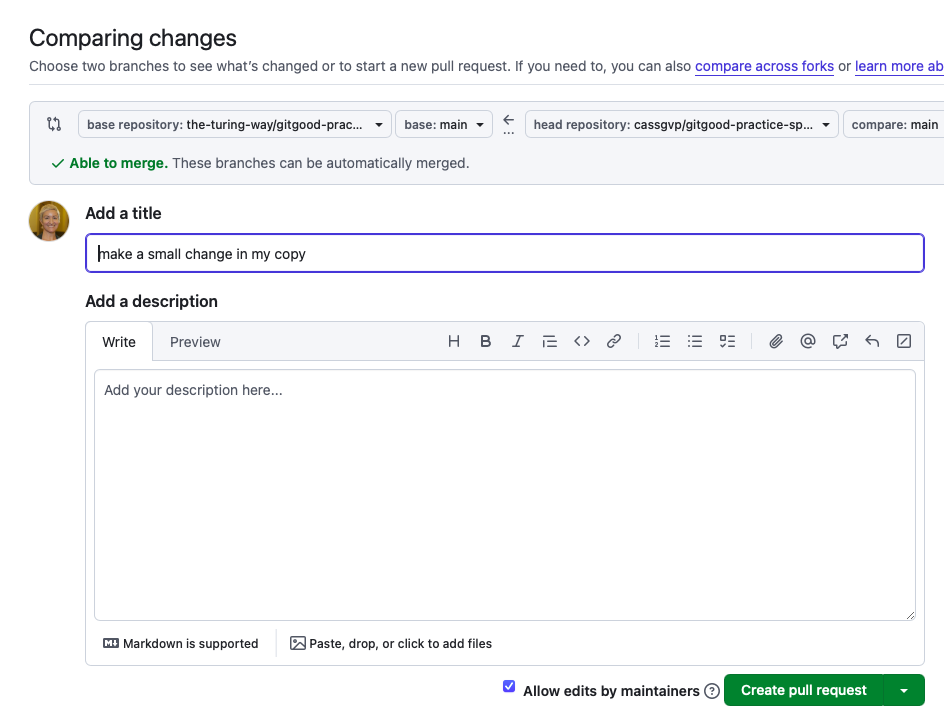 Comparing changes
Choose two branches to see what's changed or to start a new pull request. If you need to, you can also compare across forks or learn more ab
base repository: the-turing-way/gitgood-prac... base: main ← ... head repository: cassgvp/gitgood-practice-sp... compare: main
Able to merge. These branches can be automatically merged.
Add a title
make a small change in my copy
Add a description
Write Preview
Add your description here...
Markdown is supported Paste, drop, or click to add files
Allow edits by maintainers ? Create pull request